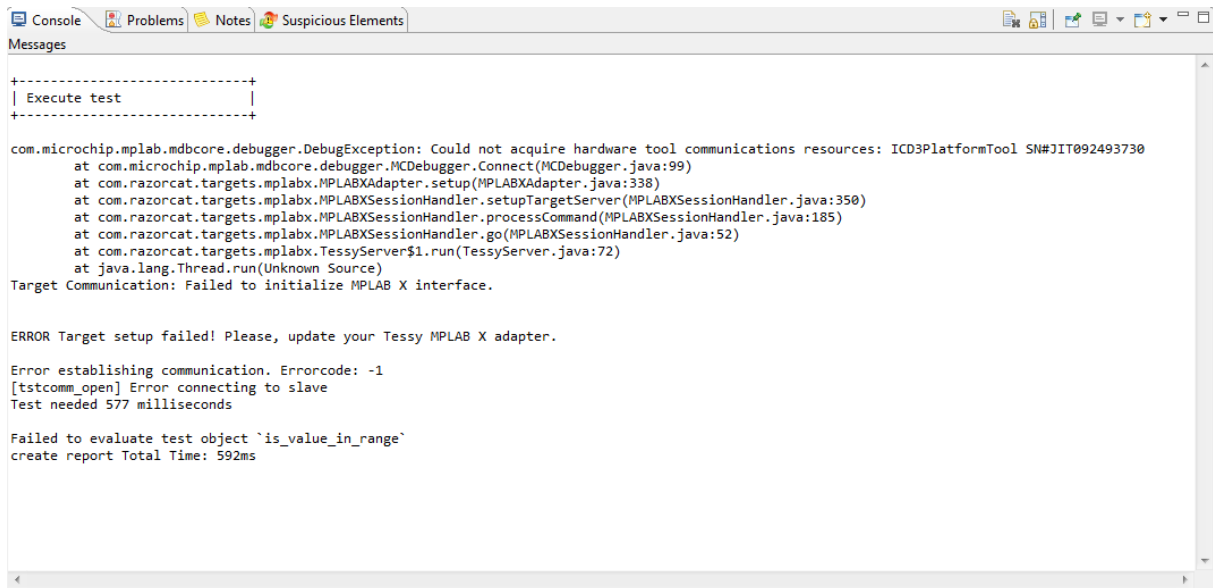 Console Problems Notes Suspicious Elements
Messages
+------------------------------+
| Execute test |
+------------------------------+
com.microchip.mplab.mdbcore.debugger.DebugException: Could not acquire hardware tool communications resources: ICD3PlatformTool SN#JIT092493730
at com.microchip.mplab.mdbcore.debugger.MCDebugger.Connect(MCDebugger.java:99)
at com.razorcat.targets.mplabx.MPLABXAdapter.setup(MPLABXAdapter.java:338)
at com.razorcat.targets.mplabx.MPLABXSessionHandler.setupTargetServer(MPLABXSessionHandler.java:350)
at com.razorcat.targets.mplabx.MPLABXSessionHandler.processCommand(MPLABXSessionHandler.java:185)
at com.razorcat.targets.mplabx.MPLABXSessionHandler.go(MPLABXSessionHandler.java:52)
at com.razorcat.targets.mplabx.TessyServer$1.run(TessyServer.java:72)
at java.lang.Thread.run(Unknown Source)
Target Communication: Failed to initialize MPLAB X interface.
ERROR Target setup failed! Please, update your Tessy MPLAB X adapter.
Error establishing communication. Errorcode: -1
[tstcomm_open] Error connecting to slave
Test needed 577 milliseconds
Failed to evaluate test object `is_value_in_range`
create report Total Time: 592ms